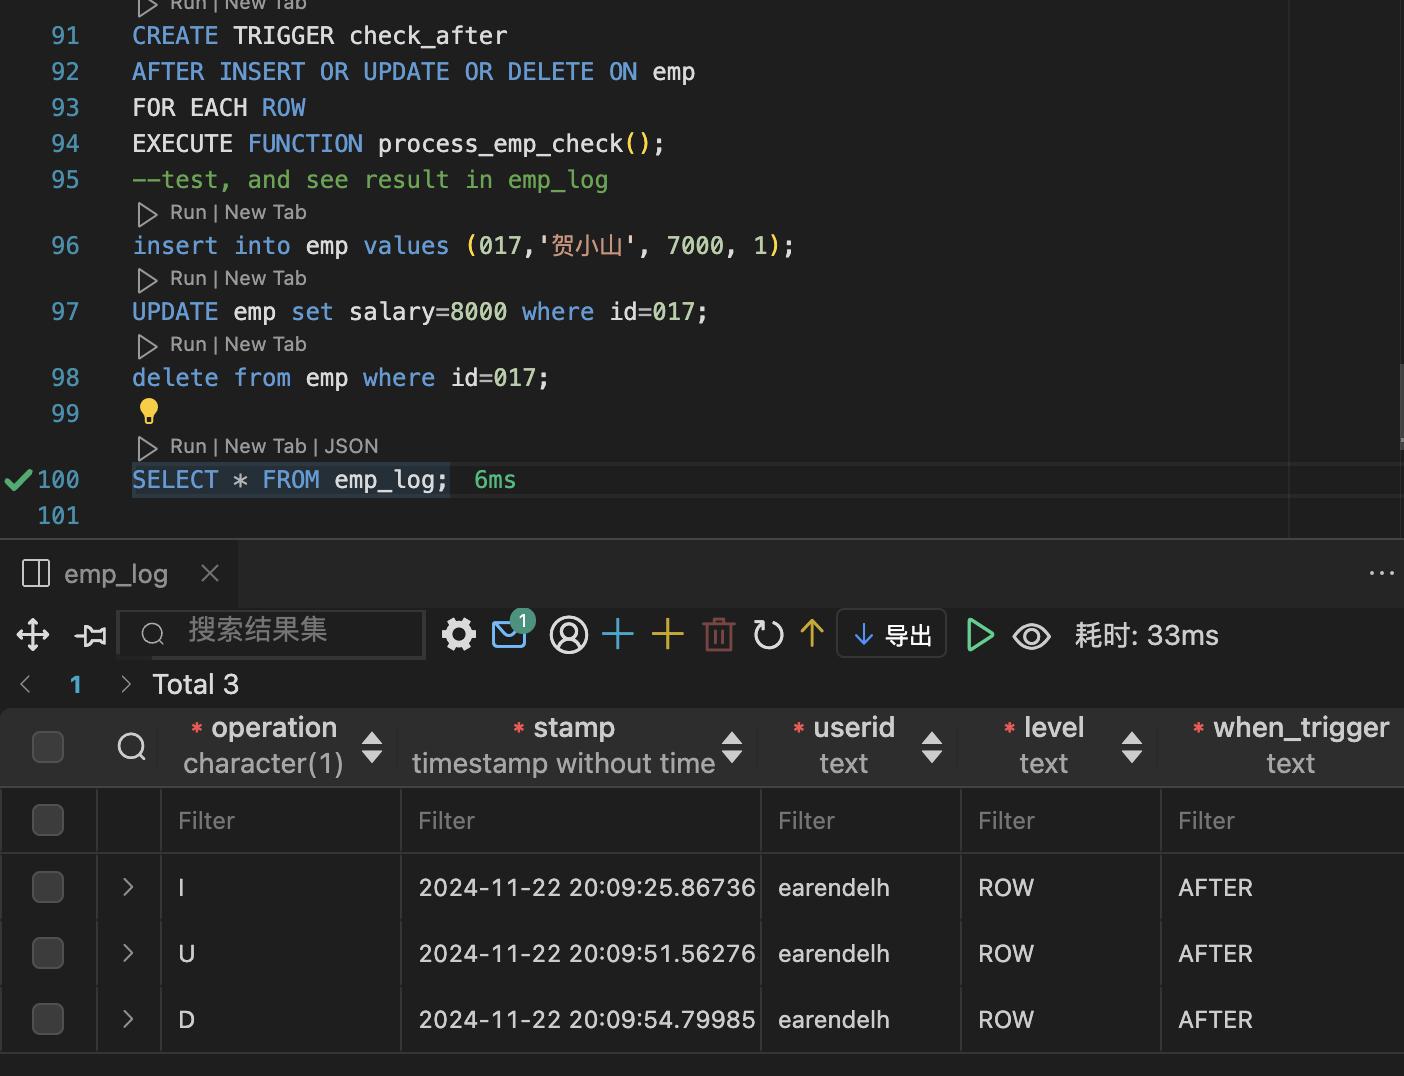 Run | New Tab
91 CREATE TRIGGER check_after
92 AFTER INSERT OR UPDATE OR DELETE ON emp
93 FOR EACH ROW
94 EXECUTE FUNCTION process_emp_check();
95 --test, and see result in emp_log
Run | New Tab
96 insert into emp values (017,'贺小山', 7000, 1);
Run | New Tab
97 UPDATE emp set salary=8000 where id=017;
Run | New Tab
98 delete from emp where id=017;
99
Run | New Tab | JSON
100 SELECT * FROM emp_log; 6ms
101
emp_log
搜索结果集 1 导出 耗时: 33ms
1 Total 3
* operation * stamp * userid * level * when_trigger
character(1) timestamp without time text text text
Filter Filter Filter Filter Filter
I 2024-11-22 20:09:25.86736 earendelh ROW AFTER
U 2024-11-22 20:09:51.56276 earendelh ROW AFTER
D 2024-11-22 20:09:54.79985 earendelh ROW AFTER